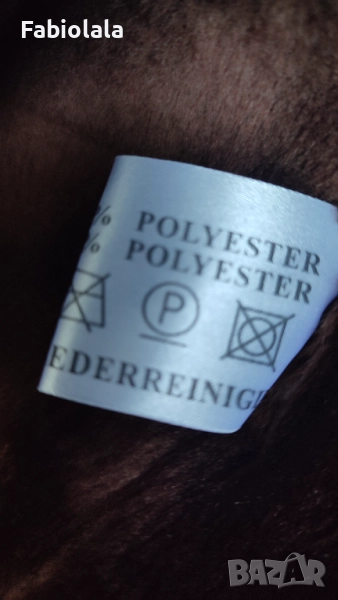 Fabiolala
% POLYESTER
% POLYESTER
P
EDERREINIG
BAZAR